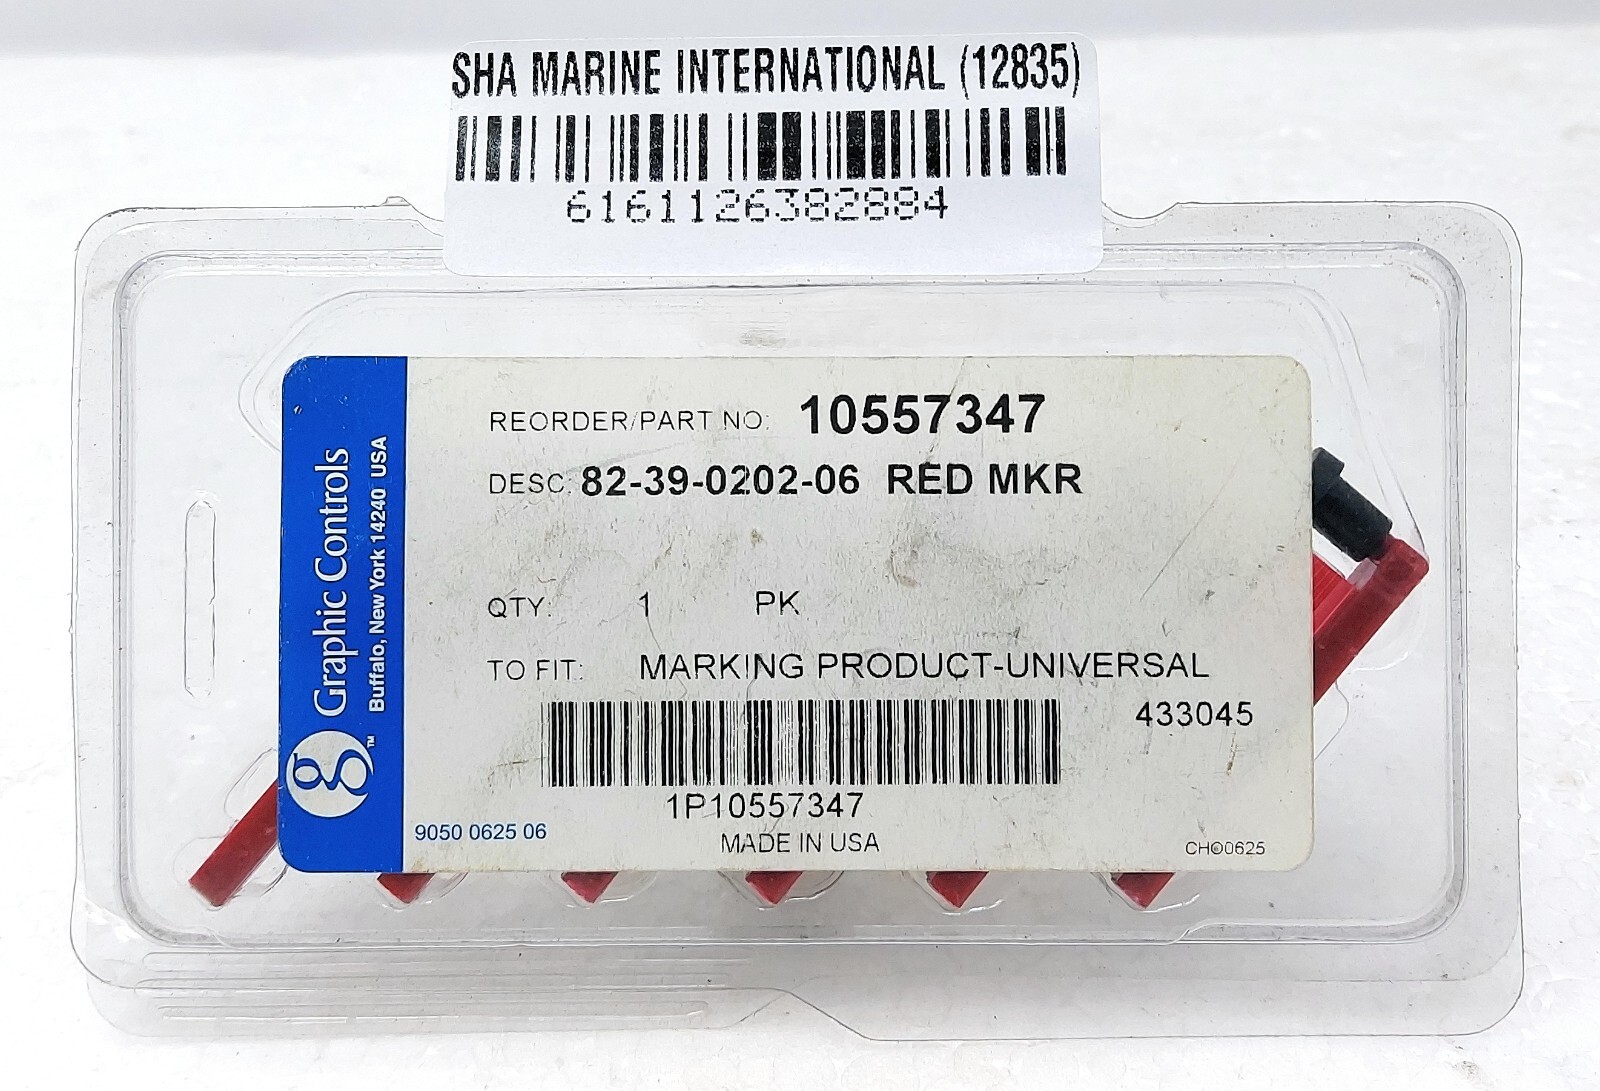 SHA MARINE INTERNATIONAL (12835)
6161126382884
REORDER/PART NO: 10557347
DESC: 82-39-0202-06 RED MKR
QTY: 1 PK
TO FIT: MARKING PRODUCT-UNIVERSAL
433045
1P10557347
MADE IN USA
9050 0625 06
CHO0625
Graphic Controls
Buffalo, New York 14240 USA
g™